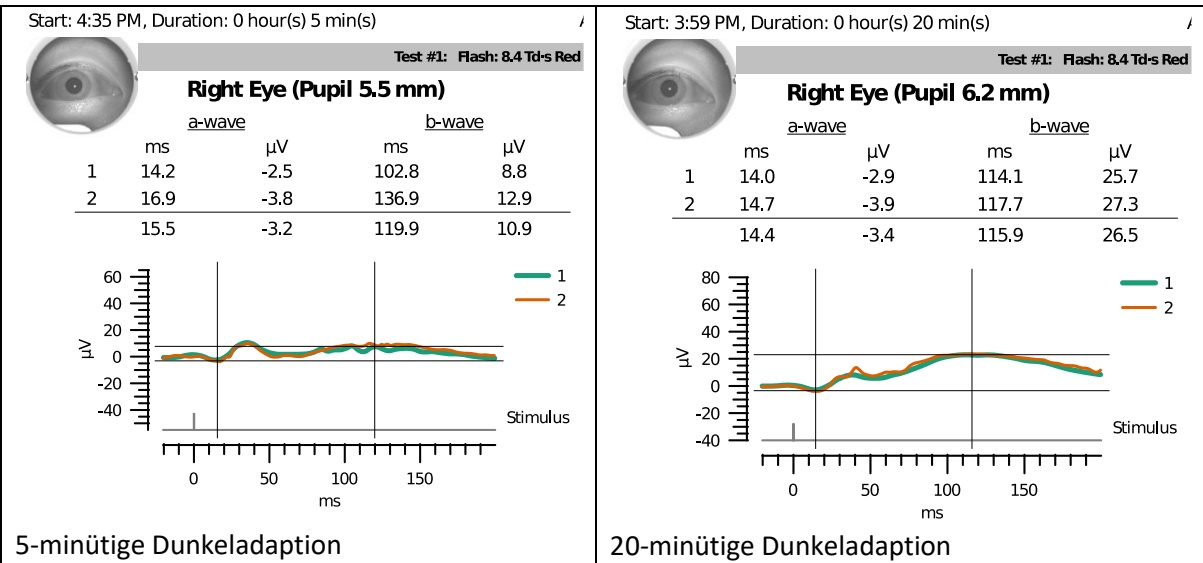 Start: 4:35 PM, Duration: 0 hour(s) 5 min(s)
Test #1: Flash: 8.4 Td·s Red
Right Eye (Pupil 5.5 mm)
a-wave b-wave
ms µV ms µV
1 14.2 -2.5 102.8 8.8
2 16.9 -3.8 136.9 12.9
15.5 -3.2 119.9 10.9
1
2
60
40
20
0
-20
-40
µV
Stimulus
0 50 100 150
ms
5-minütige Dunkeladaption
Start: 3:59 PM, Duration: 0 hour(s) 20 min(s)
Test #1: Flash: 8.4 Td·s Red
Right Eye (Pupil 6.2 mm)
a-wave b-wave
ms µV ms µV
1 14.0 -2.9 114.1 25.7
2 14.7 -3.9 117.7 27.3
14.4 -3.4 115.9 26.5
1
2
80
60
40
20
0
-20
-40
µV
Stimulus
0 50 100 150
ms
20-minütige Dunkeladaption